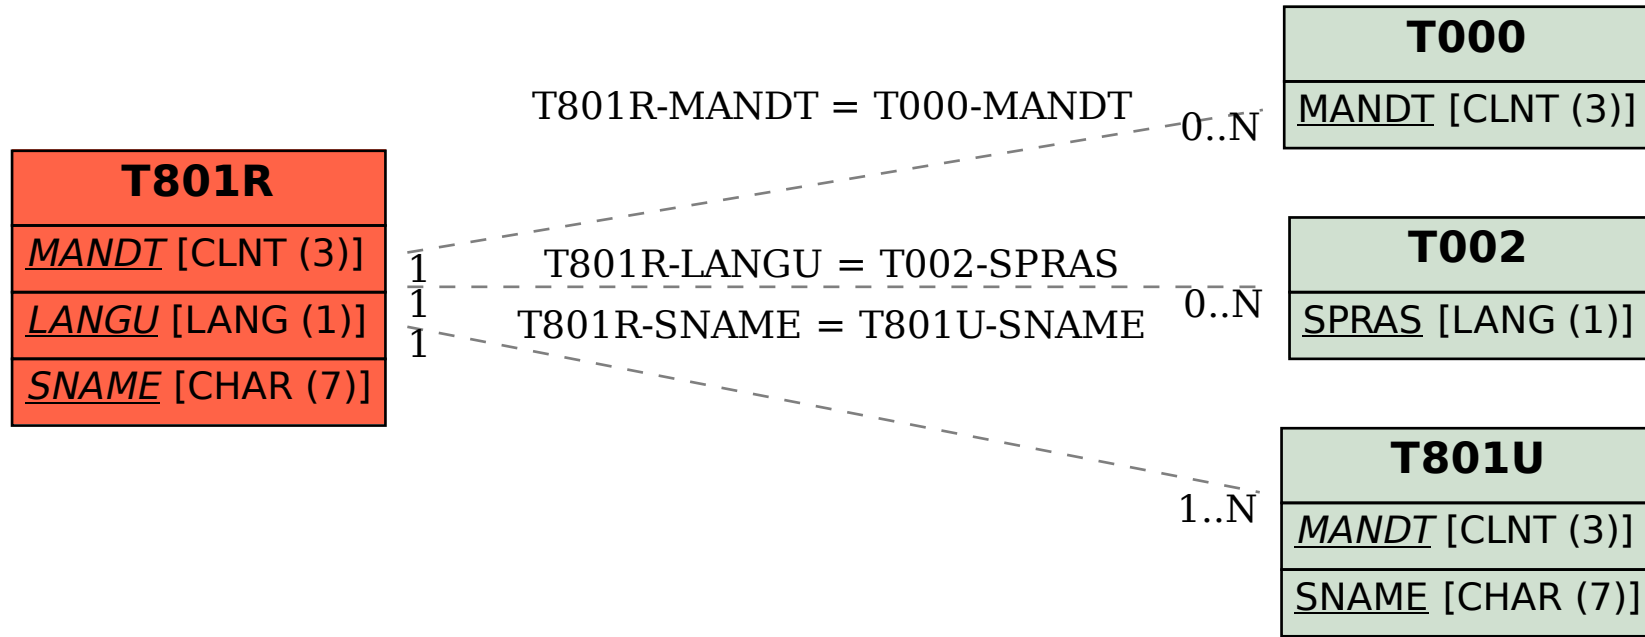 T801R
MANDT [CLNT (3)]
LANGU [LANG (1)]
SNAME [CHAR (7)]
T801R-MANDT = T000-MANDT
0..N
1
T801R-LANGU = T002-SPRAS
1
0..N
T801R-SNAME = T801U-SNAME
1
1..N
T000
MANDT [CLNT (3)]
T002
SPRAS [LANG (1)]
T801U
MANDT [CLNT (3)]
SNAME [CHAR (7)]